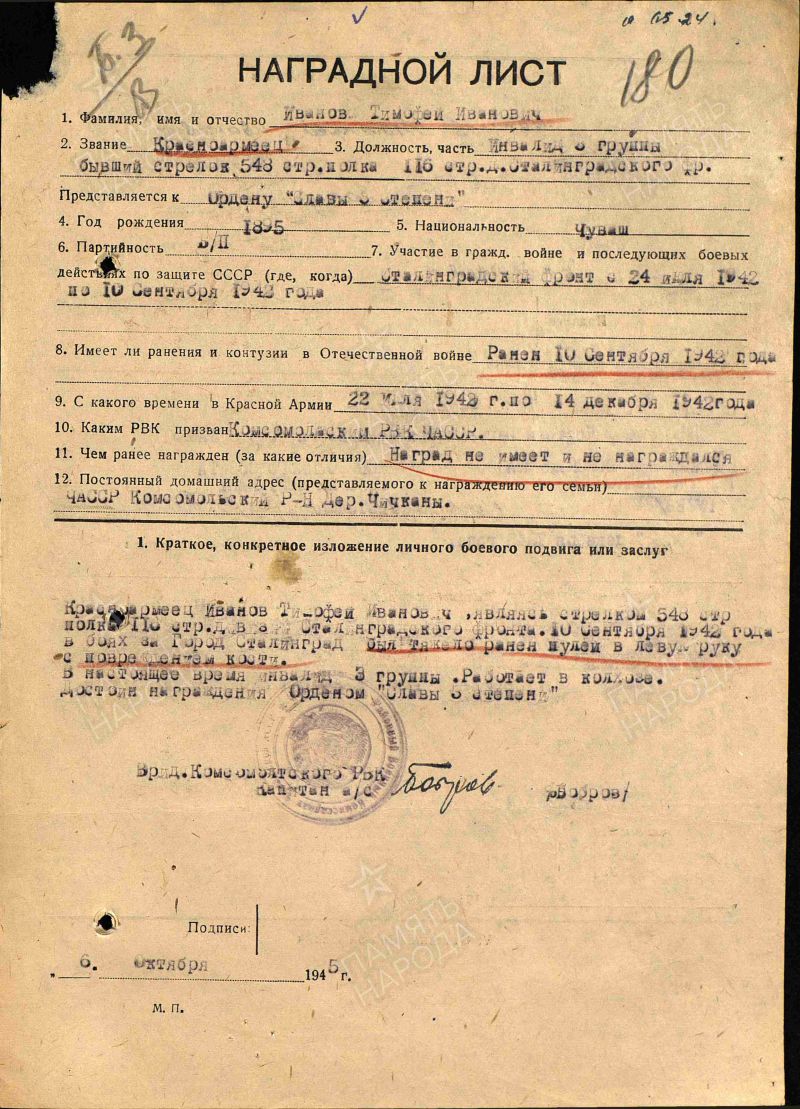 180
НАГРАДНОЙ ЛИСТ
1. Фамилия, имя и отчество Иванов Тимофей Иванович
2. Звание Красноармеец 3. Должность, часть Инвалид 3 группы
бывший стрелок 548 стр.полка 116 стр.д.Сталинградского фр.
Представляется к Ордену "Славы 3 степени"
4. Год рождения 1895 5. Национальность Чуваш
6. Партийность Б/П 7. Участие в гражд. войне и последующих боевых
действиях по защите СССР (где, когда) Сталинградский фронт с 24 июля 1942
по 10 Сентября 1942 года
8. Имеет ли ранения и контузии в Отечественной войне Ранен 10 Сентября 1942 года
9. С какого времени в Красной Армии 22 Июля 1942 г.по 14 декабря 1942года
10. Каким РВК призван Комсомольским РВК ЧАССР.
11. Чем ранее награжден (за какие отличия) Наград не имеет и не награждался
12. Постоянный домашний адрес (представляемого к награждению его семьи)
ЧАССР Комсомольский Р-Н Дер.Чичканы.
1. Краткое, конкретное изложение личного боевого подвига или заслуг
Красноармеец Иванов Тимофей Иванович ,являясь стрелком 548 стр
полка 116 стр.д. Сталинградского фронта.10 Сентября 1942 года
в боях за Город Сталинград был тяжело ранен пулей в левую руку
с повреждением кости.
В настоящее время инвалид 3 группы .Работает в колхозе.
Достоин награждения Орденом "Славы 3 степени"
Врид.Комсомолтского РВК
капитан а/с Бобров /Бобров/
Подписи:
„ 6. Октября 1945 г.
М. П.
ПАМЯТЬ
НАРОДА